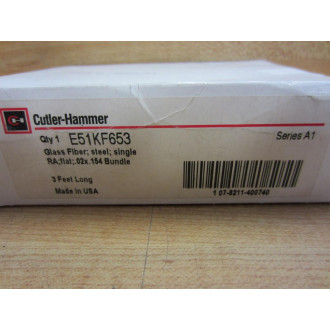 Cutler-Hammer
Qty 1 E51KF653
Series A1
Glass Fiber; steel; single
RA;flat;.02x.154 Bundle
3 Feet Long
Made in USA
1 07-8211-400740